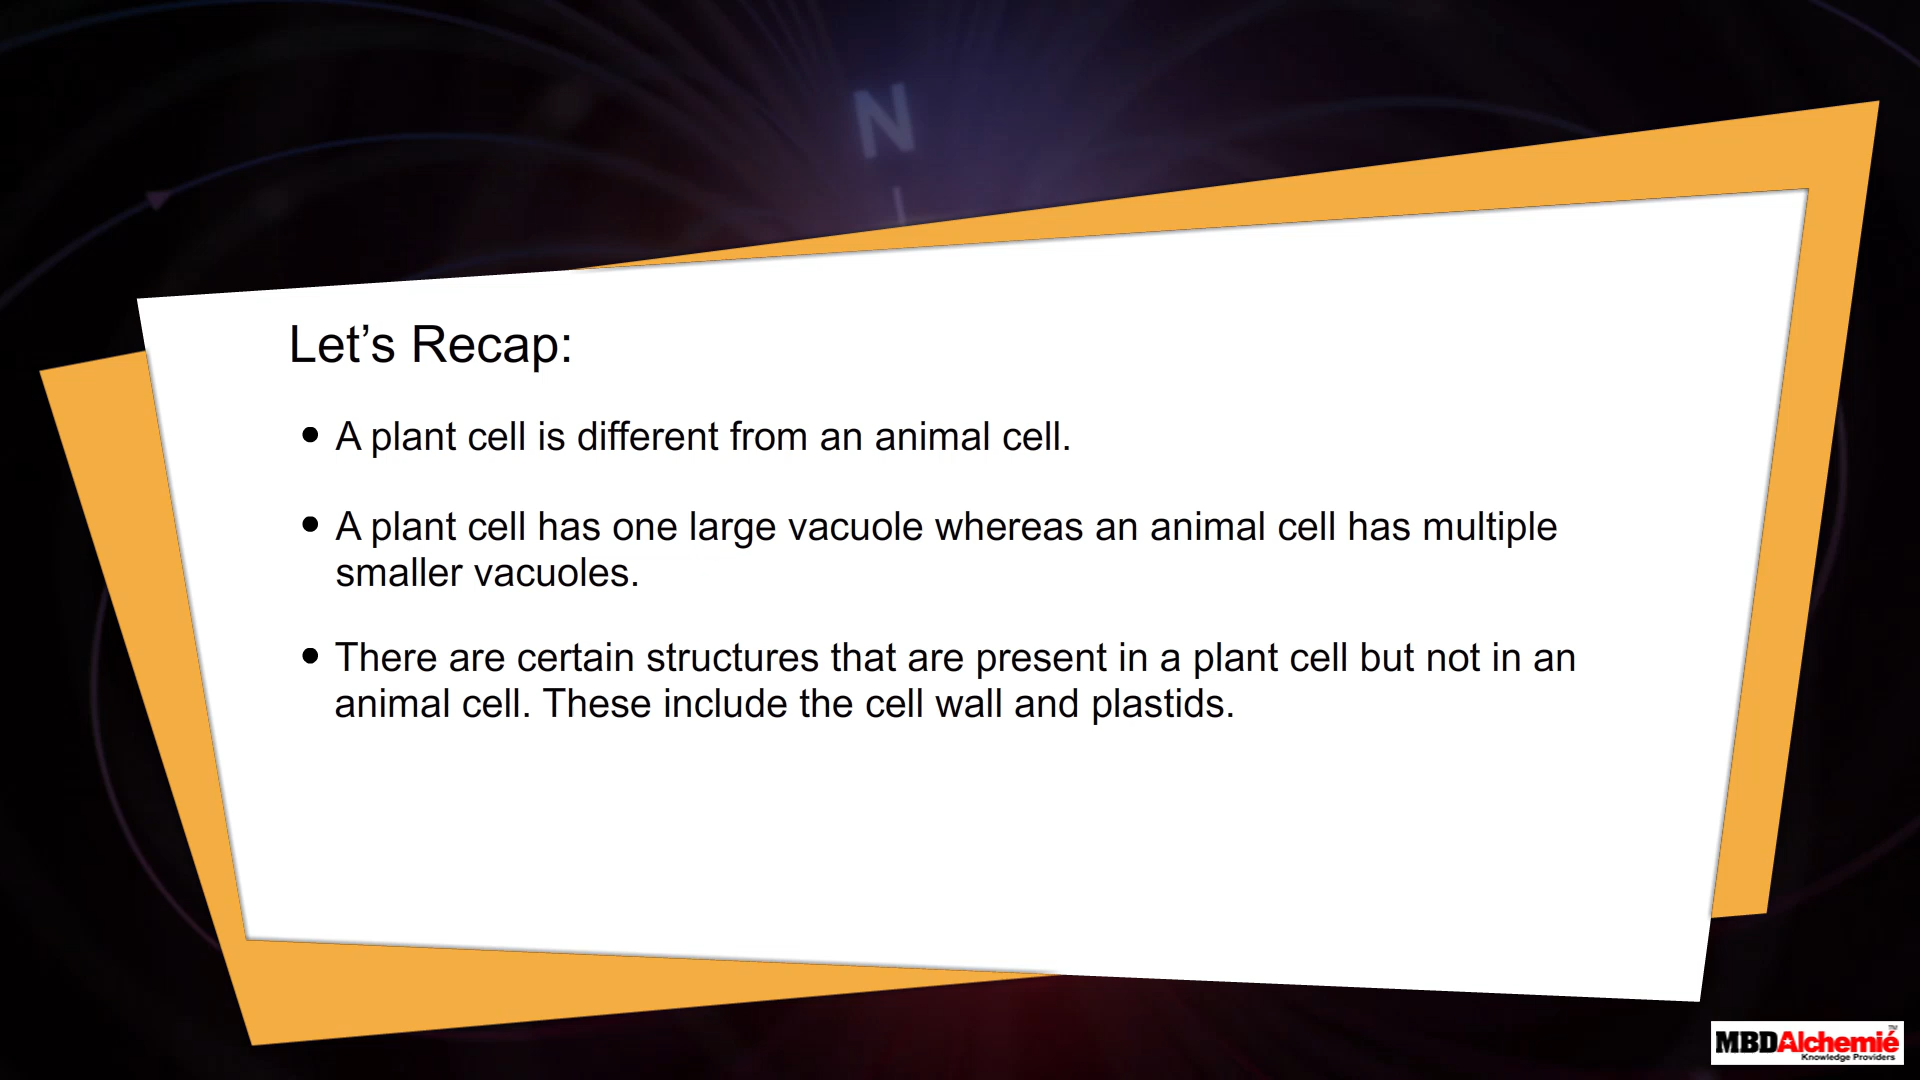 N
Let’s Recap:
• A plant cell is different from an animal cell.
• A plant cell has one large vacuole whereas an animal cell has multiple
smaller vacuoles.
• There are certain structures that are present in a plant cell but not in an
animal cell. These include the cell wall and plastids.
MBDAlchemié™
Knowledge Providers